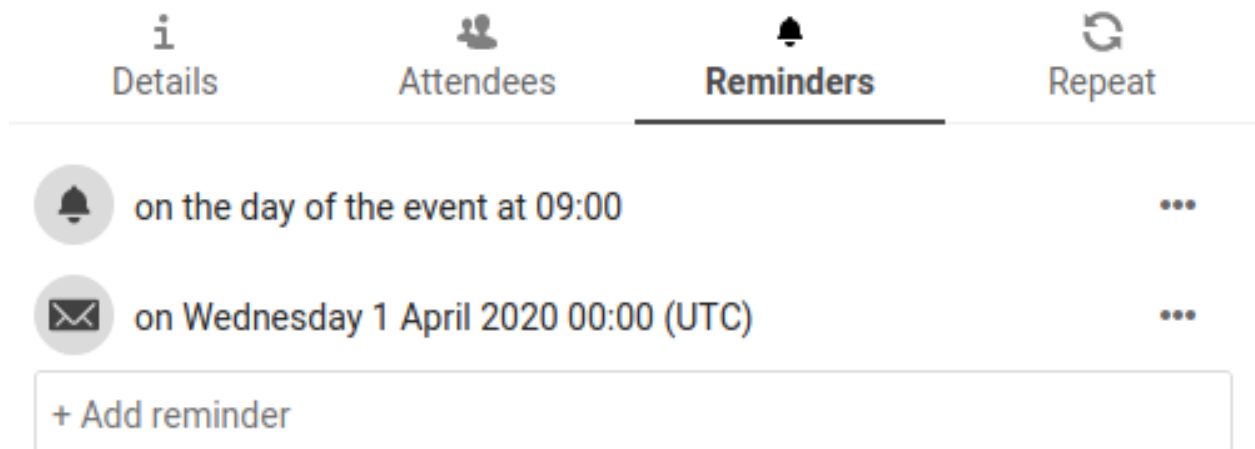 Details Attendees Reminders Repeat
on the day of the event at 09:00
on Wednesday 1 April 2020 00:00 (UTC)
+ Add reminder